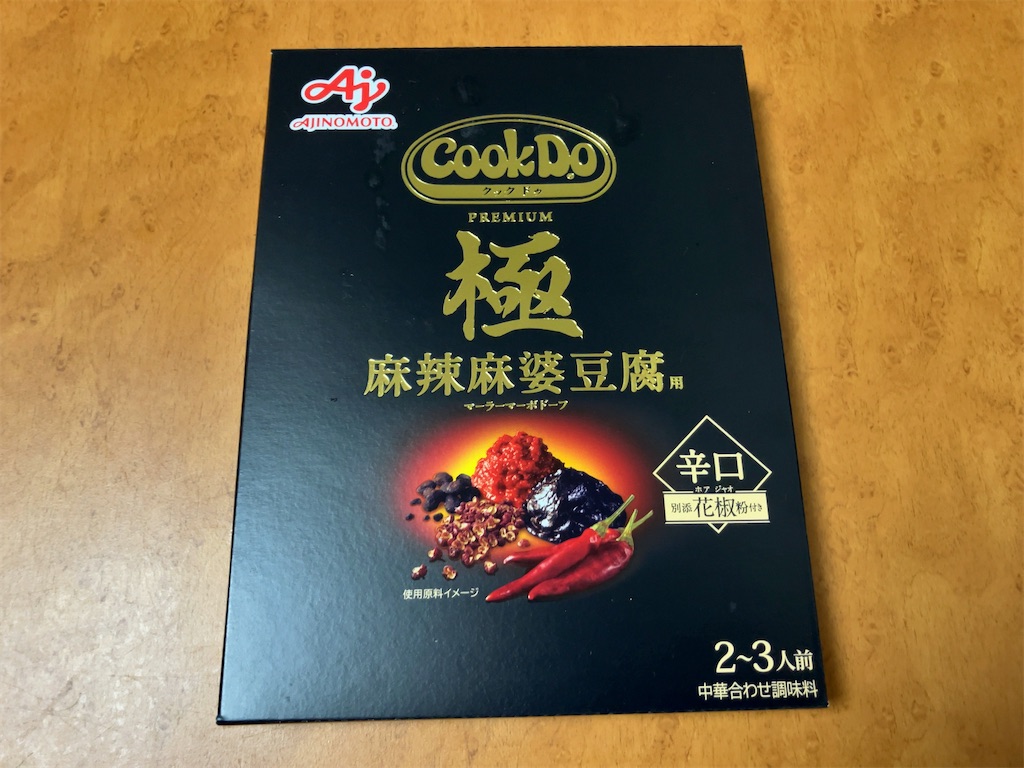 Aj
AJINOMOTO®
CookDo®
クックドゥ
PREMIUM
極
麻辣麻婆豆腐用
マーラーマーボドーフ
辛口
ホア ジャオ
別添花椒粉付き
使用原料イメージ
2~3人前
中華合わせ調味料